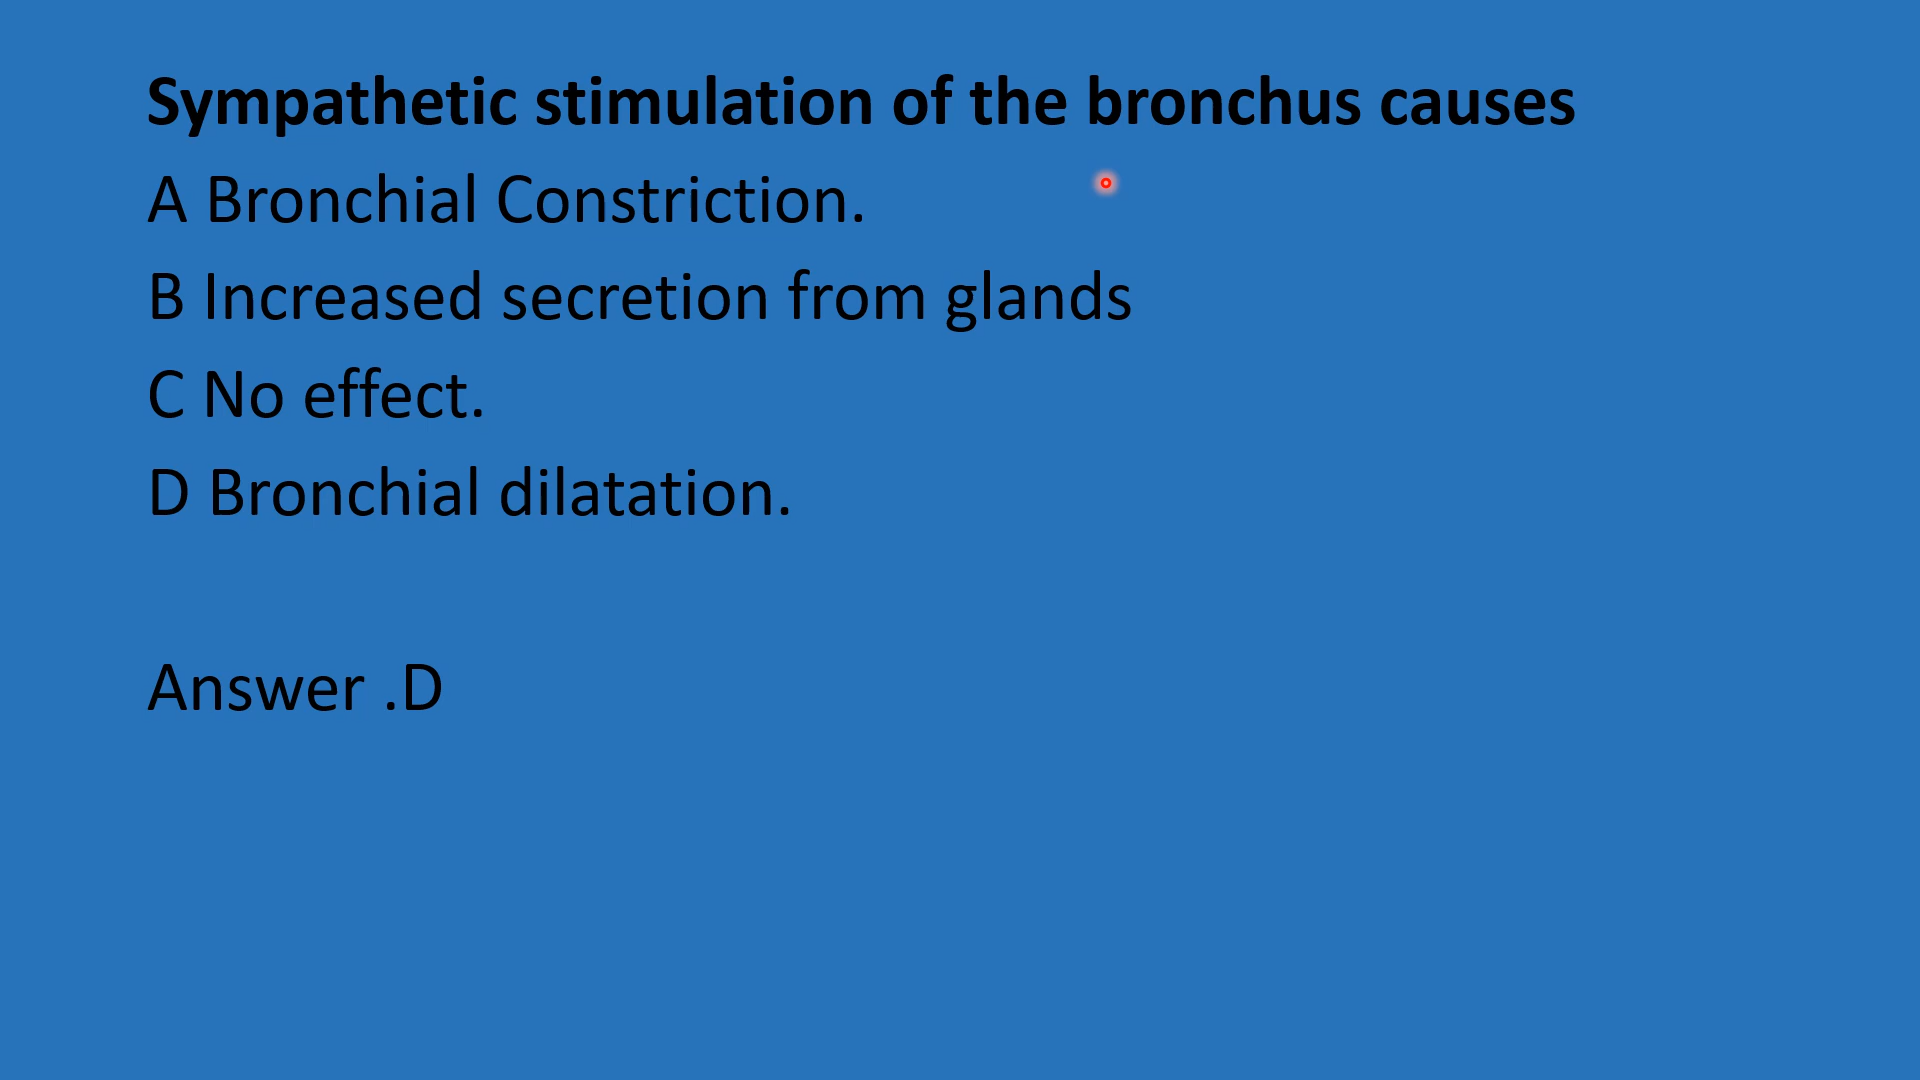 Sympathetic stimulation of the bronchus causes
A Bronchial Constriction.
B Increased secretion from glands
C No effect.
D Bronchial dilatation.
Answer .D